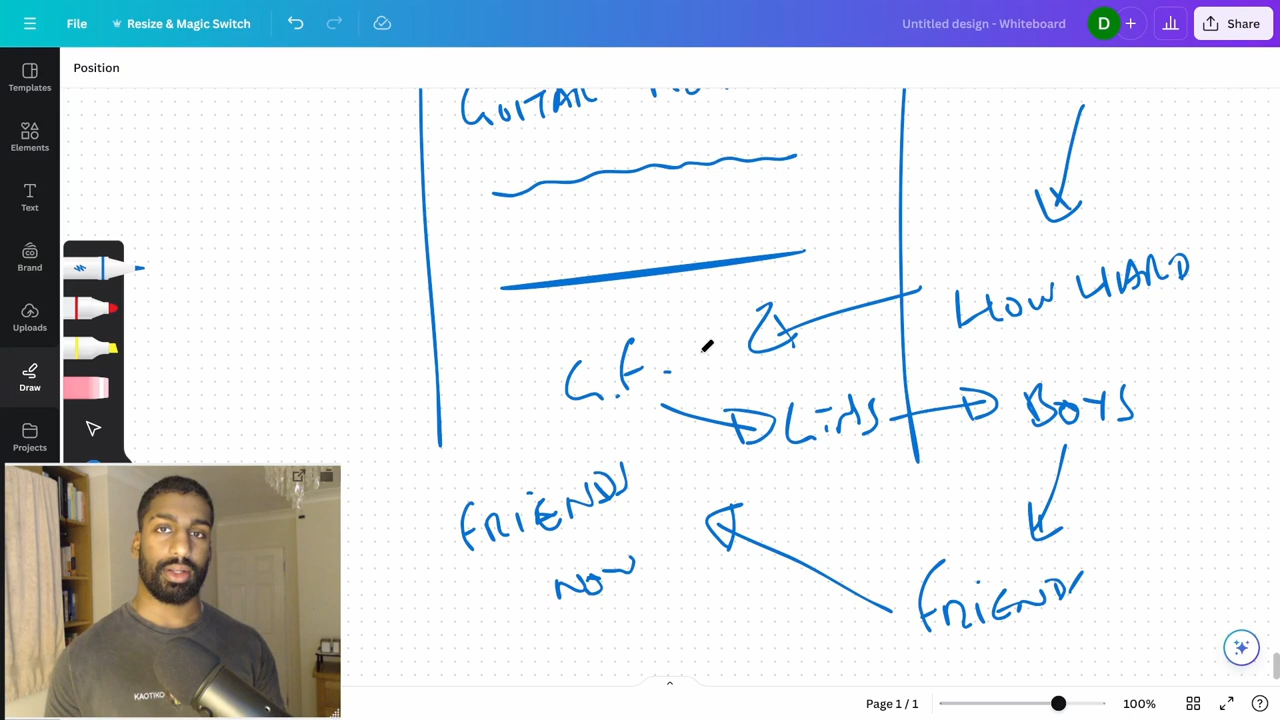 File
Resize & Magic Switch
Untitled design - Whiteboard
D
Share
Position
Templates
Elements
Text
Brand
Uploads
Draw
Projects
GUITAR
HOW HARD
G.F.
Girls
BOYS
FRIENDS
NOW
FRIENDS
KAOTIKO
Page 1 / 1
100%